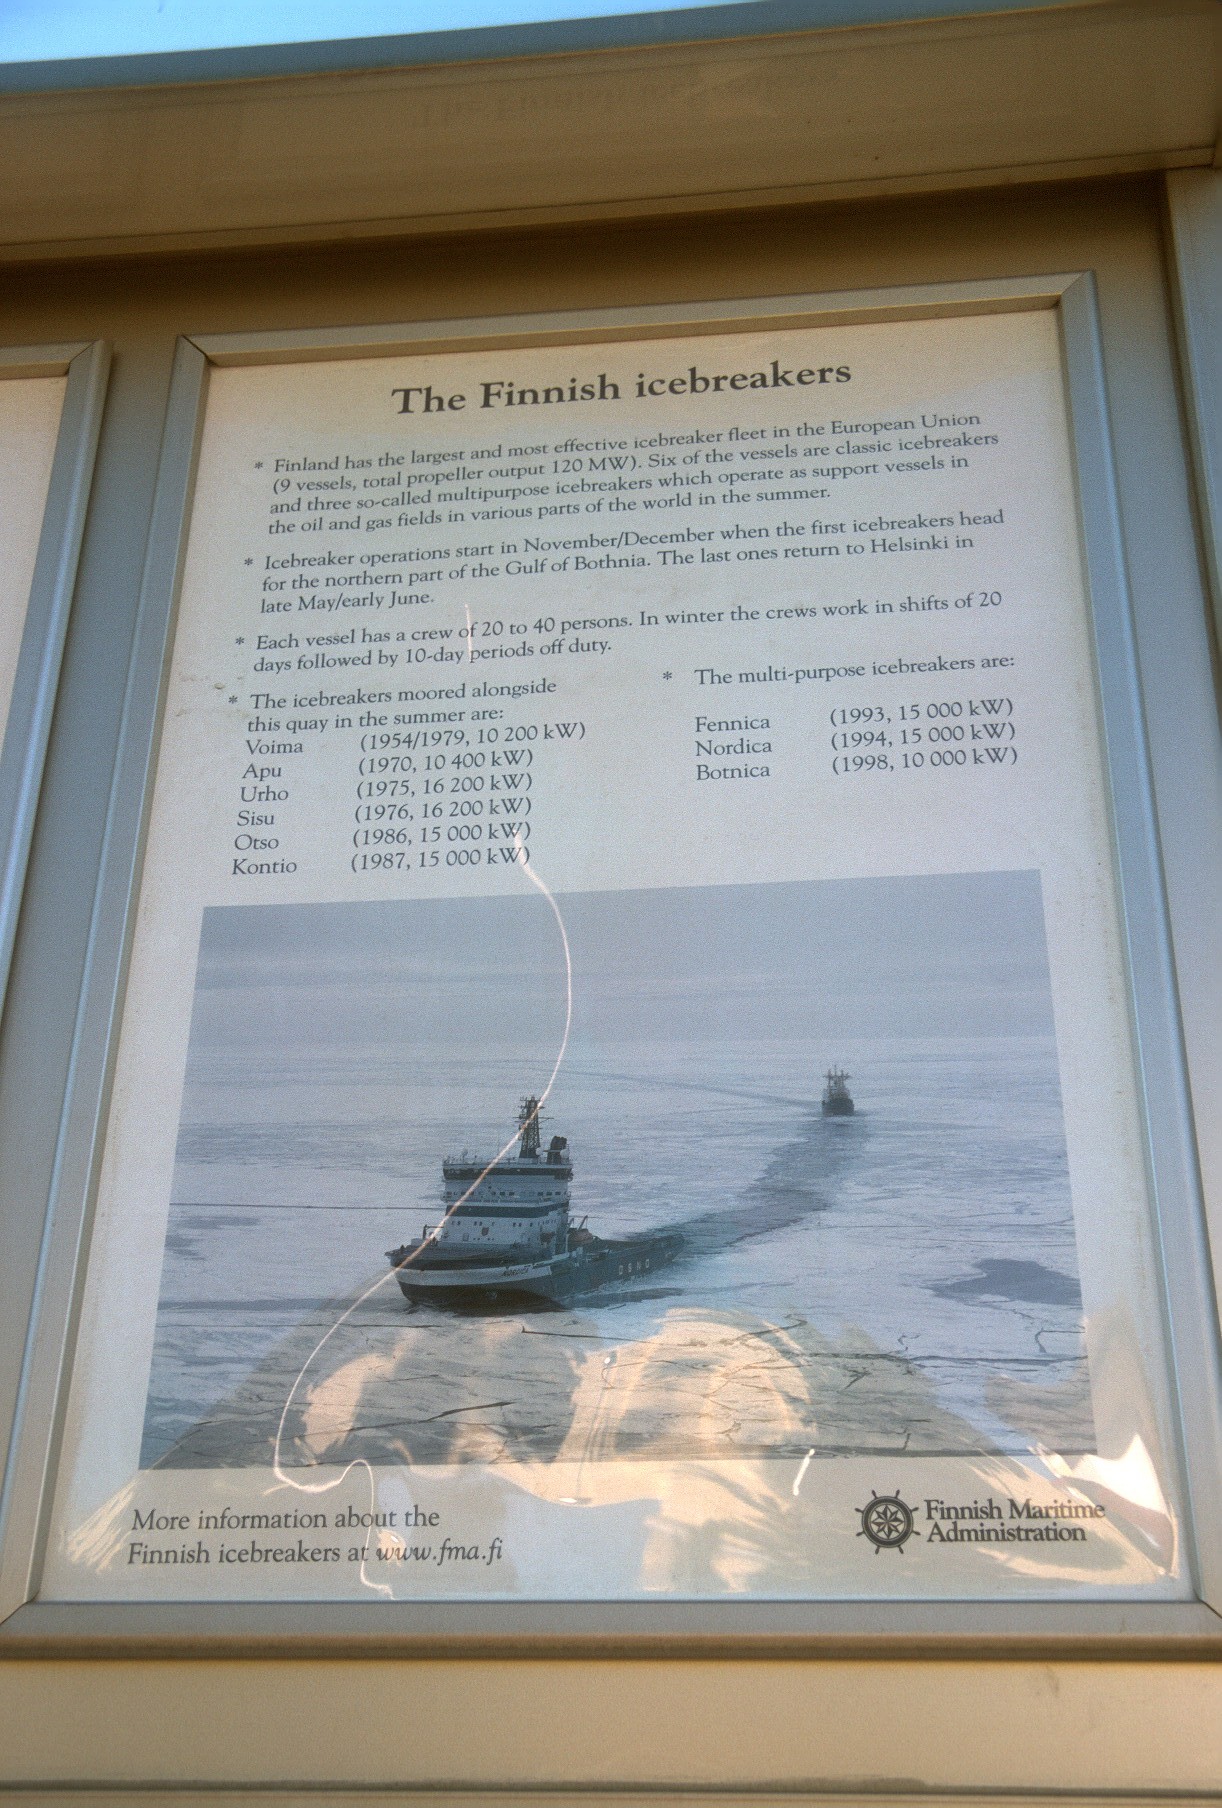 The Finnish icebreakers
* Finland has the largest and most effective icebreaker fleet in the European Union
(9 vessels, total propeller output 120 MW). Six of the vessels are classic icebreakers
and three so-called multipurpose icebreakers which operate as support vessels in
the oil and gas fields in various parts of the world in the summer.
* Icebreaker operations start in November/December when the first icebreakers head
for the northern part of the Gulf of Bothnia. The last ones return to Helsinki in
late May/early June.
* Each vessel has a crew of 20 to 40 persons. In winter the crews work in shifts of 20
days followed by 10-day periods off duty.
* The icebreakers moored alongside
this quay in the summer are:
Voima (1954/1979, 10 200 kW)
Apu (1970, 10 400 kW)
Urho (1975, 16 200 kW)
Sisu (1976, 16 200 kW)
Otso (1986, 15 000 kW)
Kontio (1987, 15 000 kW)
* The multi-purpose icebreakers are:
Fennica (1993, 15 000 kW)
Nordica (1994, 15 000 kW)
Botnica (1998, 10 000 kW)
More information about the
Finnish icebreakers at www.fma.fi
Finnish Maritime
Administration